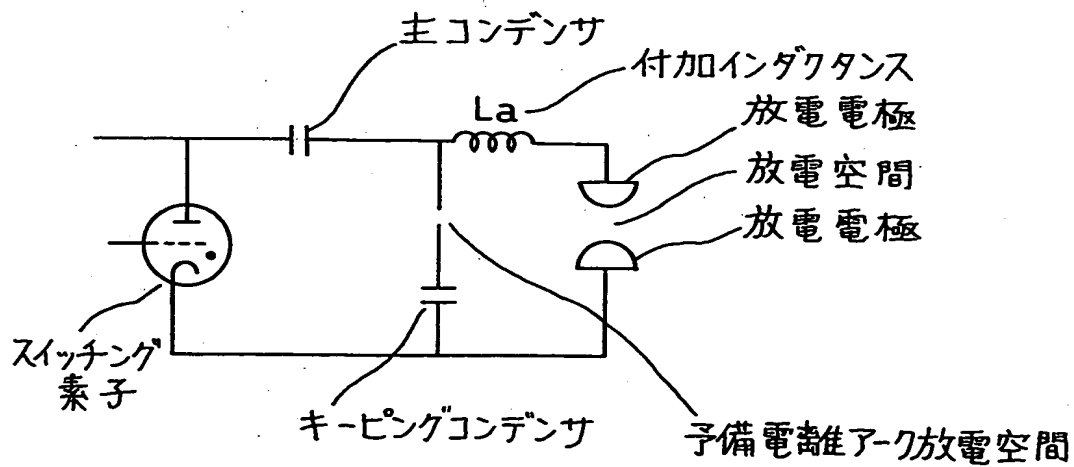 主コンデンサ
付加インダクタンス
La
放電電極
放電空間
放電電極
スイッチング
素子
キーピングコンデンサ
予備電離アーク放電空間